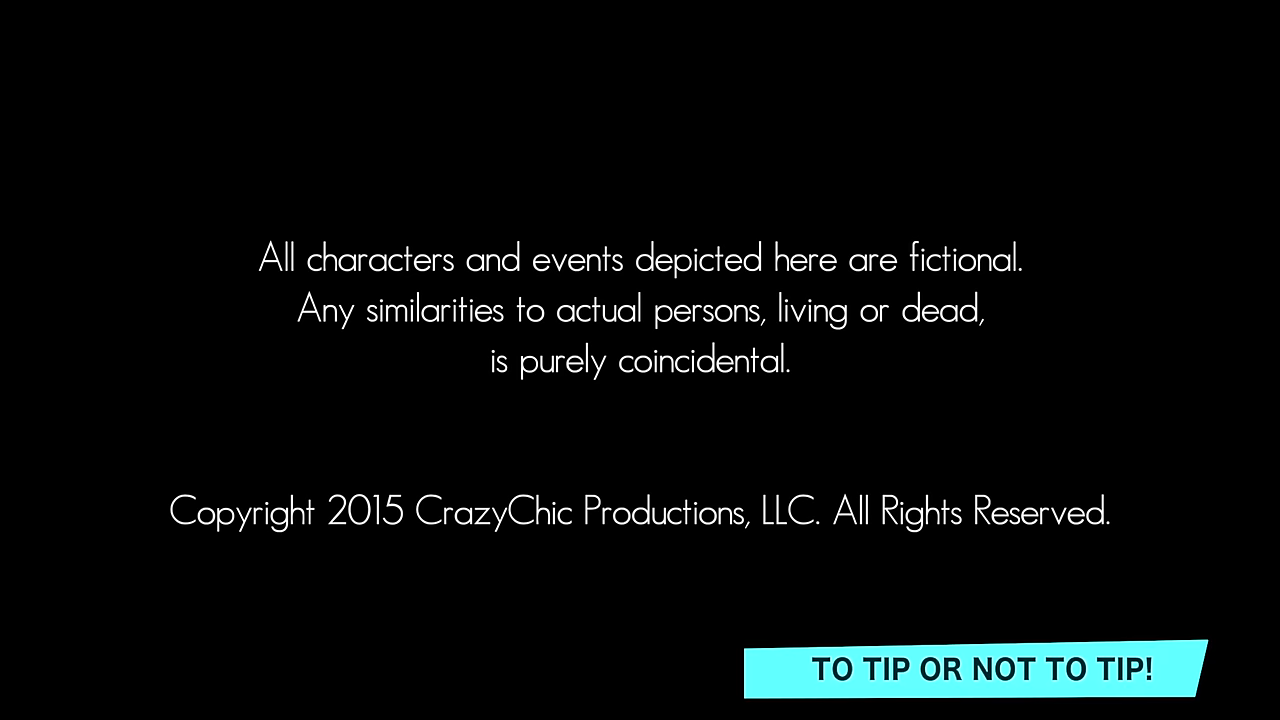 All characters and events depicted here are fictional.
Any similarities to actual persons, living or dead,
is purely coincidental.
Copyright 2015 CrazyChic Productions, LLC. All Rights Reserved.
TO TIP OR NOT TO TIP!